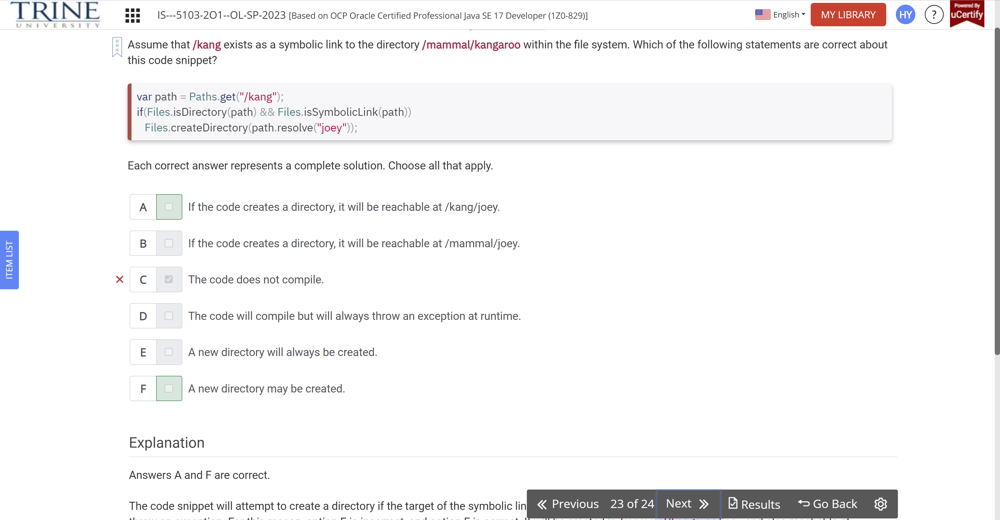 TRINE
UNIVERSITY
IS---5103-2O1--OL-SP-2023 [Based on OCP Oracle Certified Professional Java SE 17 Developer (1Z0-829)]
English
MY LIBRARY
HY
?
Powered By
uCertify
Assume that /kang exists as a symbolic link to the directory /mammal/kangaroo within the file system. Which of the following statements are correct about
this code snippet?
var path = Paths.get("/kang");
if(Files.isDirectory(path) && Files.isSymbolicLink(path))
Files.createDirectory(path.resolve("joey"));
Each correct answer represents a complete solution. Choose all that apply.
A If the code creates a directory, it will be reachable at /kang/joey.
B If the code creates a directory, it will be reachable at /mammal/joey.
C The code does not compile.
D The code will compile but will always throw an exception at runtime.
E A new directory will always be created.
F A new directory may be created.
ITEM LIST
Explanation
Answers A and F are correct.
The code snippet will attempt to create a directory if the target of the symbolic lin
Previous 23 of 24 Next Results Go Back